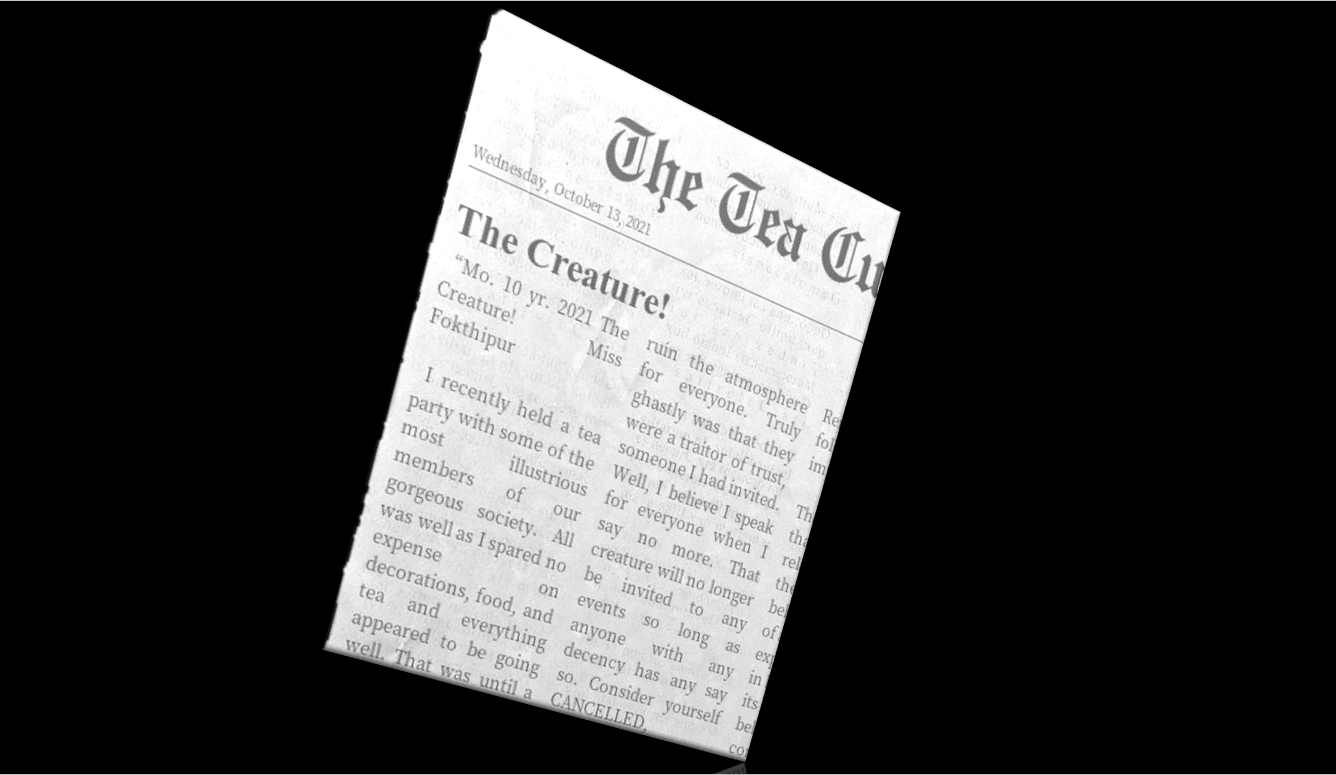 The Tea Cu
Wednesday, October 13, 2021
The Creature!
“Mo. 10 yr. 2021 The
Creature! Miss
Fokthipur
I recently held a tea
party with some of the
most illustrious
members of our
gorgeous society. All
was well as I spared no
expense on
decorations, food, and
tea and everything
appeared to be going
well. That was until a
ruin the atmosphere
for everyone. Truly
ghastly was that they
were a traitor of trust,
someone I had invited.
Well, I believe I speak
for everyone when I
say no more. That
creature will no longer
be invited to any
events so long as
anyone with any
decency has any say
so. Consider yourself
CANCELLED,
Re
fol
im
Th
tha
rel
the
bel
of
exp
in
its
be
co